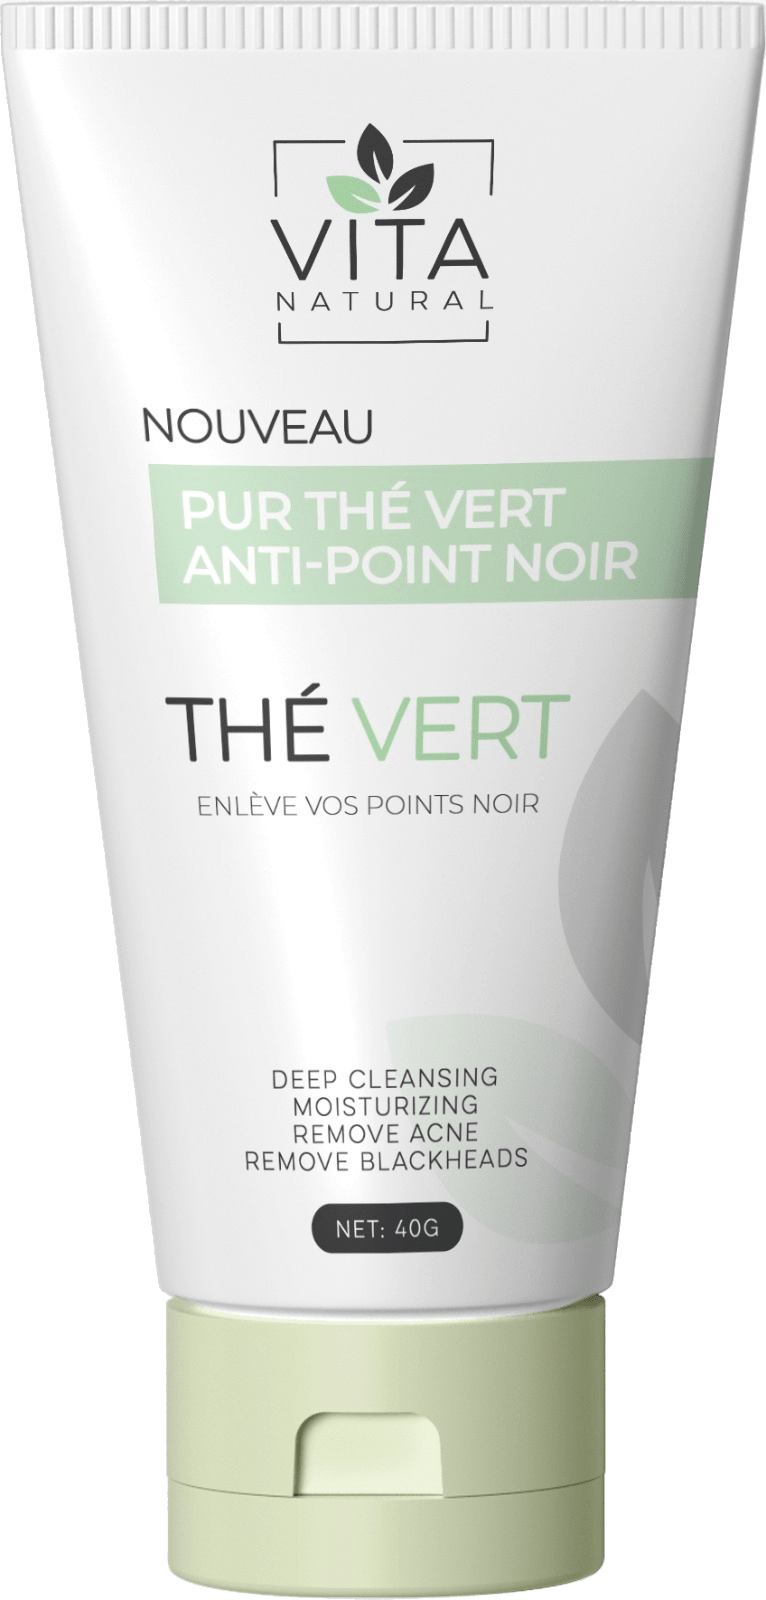 VITA
NATURAL
NOUVEAU
PUR THÉ VERT
ANTI-POINT NOIR
THÉ VERT
ENLÈVE VOS POINTS NOIR
DEEP CLEANSING
MOISTURIZING
REMOVE ACNE
REMOVE BLACKHEADS
NET: 40G